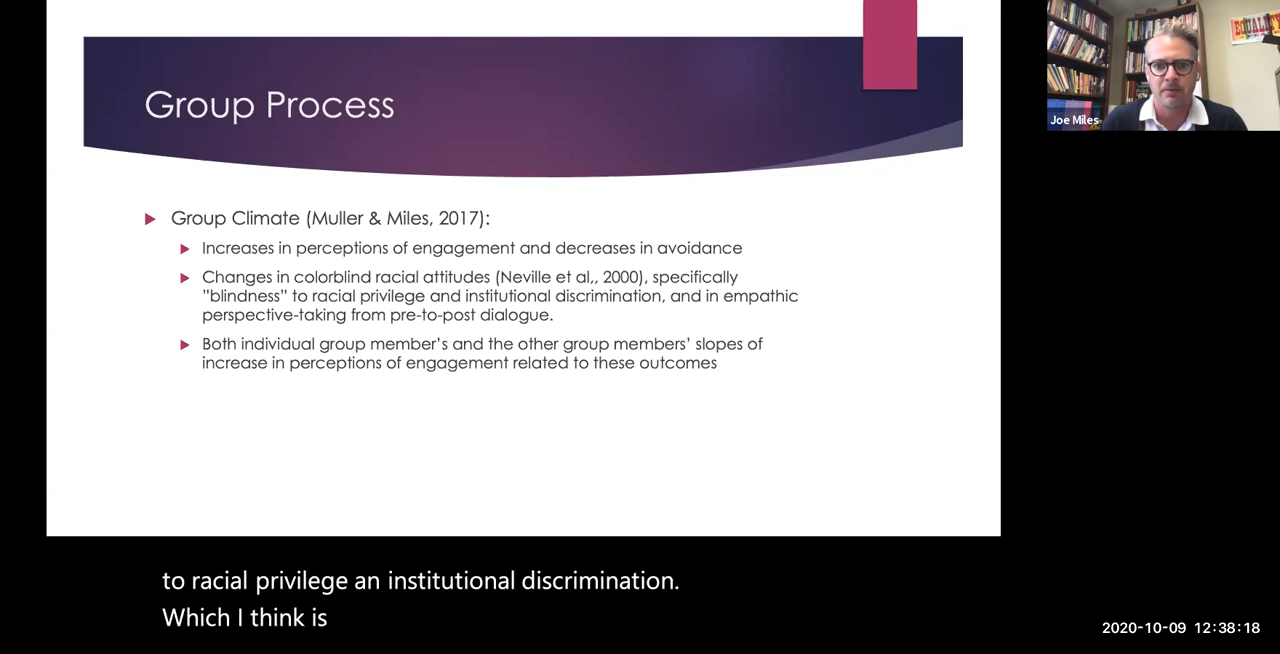 Group Process
Group Climate (Muller & Miles, 2017):
Increases in perceptions of engagement and decreases in avoidance
Changes in colorblind racial attitudes (Neville et al,, 2000), specifically
"blindness" to racial privilege and institutional discrimination, and in empathic
perspective-taking from pre-to-post dialogue.
Both individual group member's and the other group members' slopes of
increase in perceptions of engagement related to these outcomes
EQUALITY
Joe Miles
to racial privilege an institutional discrimination.
Which I think is
2020-10-09 12:38:18